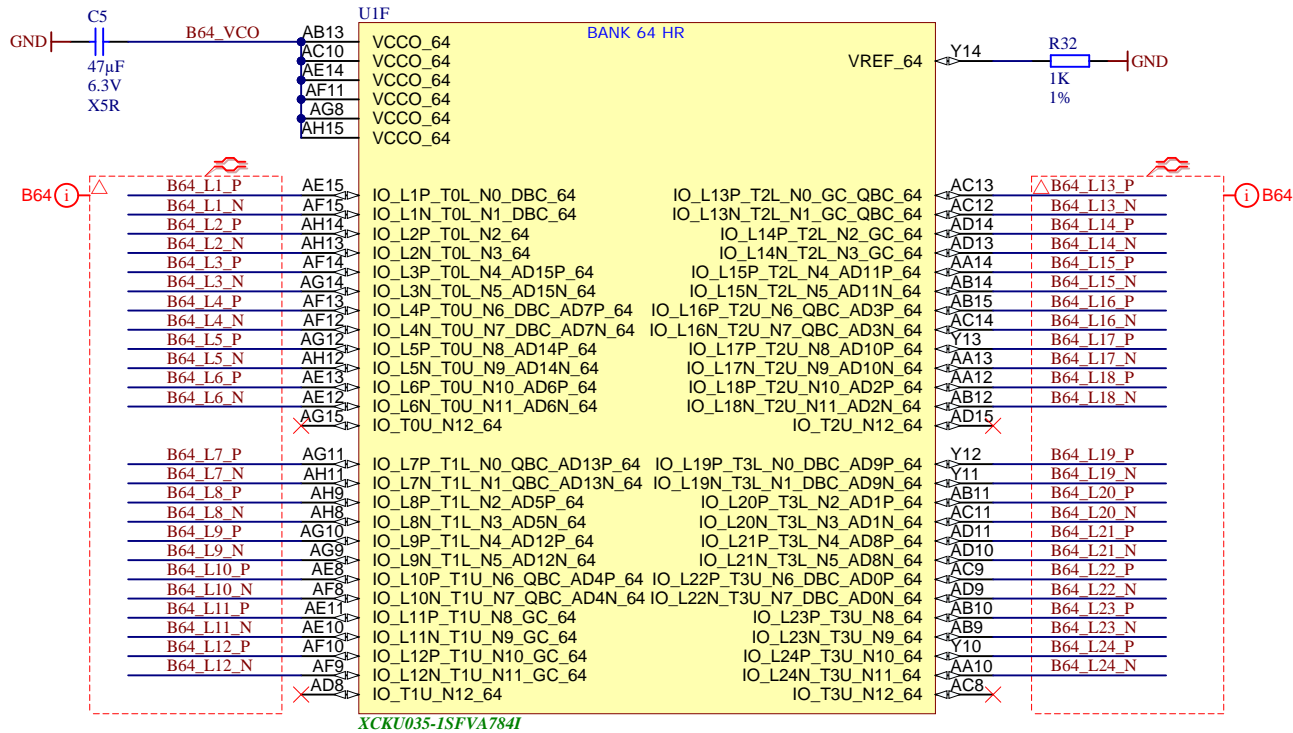 U1F
BANK 64 HR
C5
GND
47µF
6.3V
X5R
B64_VCO
AB13 VCCO_64
AC10 VCCO_64
AE14 VCCO_64
AF11 VCCO_64
AG8 VCCO_64
AH15 VCCO_64
VREF_64 Y14
R32
1K
1%
GND
B64 i
B64_L1_P AE15 IO_L1P_T0L_N0_DBC_64
B64_L1_N AF15 IO_L1N_T0L_N1_DBC_64
B64_L2_P AH14 IO_L2P_T0L_N2_64
B64_L2_N AH13 IO_L2N_T0L_N3_64
B64_L3_P AF14 IO_L3P_T0L_N4_AD15P_64
B64_L3_N AG14 IO_L3N_T0L_N5_AD15N_64
B64_L4_P AF13 IO_L4P_T0U_N6_DBC_AD7P_64
B64_L4_N AF12 IO_L4N_T0U_N7_DBC_AD7N_64
B64_L5_P AG12 IO_L5P_T0U_N8_AD14P_64
B64_L5_N AH12 IO_L5N_T0U_N9_AD14N_64
B64_L6_P AE13 IO_L6P_T0U_N10_AD6P_64
B64_L6_N AE12 IO_L6N_T0U_N11_AD6N_64
AG15 IO_T0U_N12_64
B64_L7_P AG11 IO_L7P_T1L_N0_QBC_AD13P_64
B64_L7_N AH11 IO_L7N_T1L_N1_QBC_AD13N_64
B64_L8_P AH9 IO_L8P_T1L_N2_AD5P_64
B64_L8_N AH8 IO_L8N_T1L_N3_AD5N_64
B64_L9_P AG10 IO_L9P_T1L_N4_AD12P_64
B64_L9_N AG9 IO_L9N_T1L_N5_AD12N_64
B64_L10_P AE8 IO_L10P_T1U_N6_QBC_AD4P_64
B64_L10_N AF8 IO_L10N_T1U_N7_QBC_AD4N_64
B64_L11_P AE11 IO_L11P_T1U_N8_GC_64
B64_L11_N AE10 IO_L11N_T1U_N9_GC_64
B64_L12_P AF10 IO_L12P_T1U_N10_GC_64
B64_L12_N AF9 IO_L12N_T1U_N11_GC_64
AD8 IO_T1U_N12_64
IO_L13P_T2L_N0_GC_QBC_64 AC13 B64_L13_P
IO_L13N_T2L_N1_GC_QBC_64 AC12 B64_L13_N
IO_L14P_T2L_N2_GC_64 AD14 B64_L14_P
IO_L14N_T2L_N3_GC_64 AD13 B64_L14_N
IO_L15P_T2L_N4_AD11P_64 AA14 B64_L15_P
IO_L15N_T2L_N5_AD11N_64 AB14 B64_L15_N
IO_L16P_T2U_N6_QBC_AD3P_64 AB15 B64_L16_P
IO_L16N_T2U_N7_QBC_AD3N_64 AC14 B64_L16_N
IO_L17P_T2U_N8_AD10P_64 Y13 B64_L17_P
IO_L17N_T2U_N9_AD10N_64 AA13 B64_L17_N
IO_L18P_T2U_N10_AD2P_64 AA12 B64_L18_P
IO_L18N_T2U_N11_AD2N_64 AB12 B64_L18_N
IO_T2U_N12_64 AD15
IO_L19P_T3L_N0_DBC_AD9P_64 Y12 B64_L19_P
IO_L19N_T3L_N1_DBC_AD9N_64 Y11 B64_L19_N
IO_L20P_T3L_N2_AD1P_64 AB11 B64_L20_P
IO_L20N_T3L_N3_AD1N_64 AC11 B64_L20_N
IO_L21P_T3L_N4_AD8P_64 AD11 B64_L21_P
IO_L21N_T3L_N5_AD8N_64 AD10 B64_L21_N
IO_L22P_T3U_N6_DBC_AD0P_64 AC9 B64_L22_P
IO_L22N_T3U_N7_DBC_AD0N_64 AD9 B64_L22_N
IO_L23P_T3U_N8_64 AB10 B64_L23_P
IO_L23N_T3U_N9_64 AB9 B64_L23_N
IO_L24P_T3U_N10_64 Y10 B64_L24_P
IO_L24N_T3U_N11_64 AA10 B64_L24_N
IO_T3U_N12_64 AC8
i B64
XCKU035-1SFVA784I